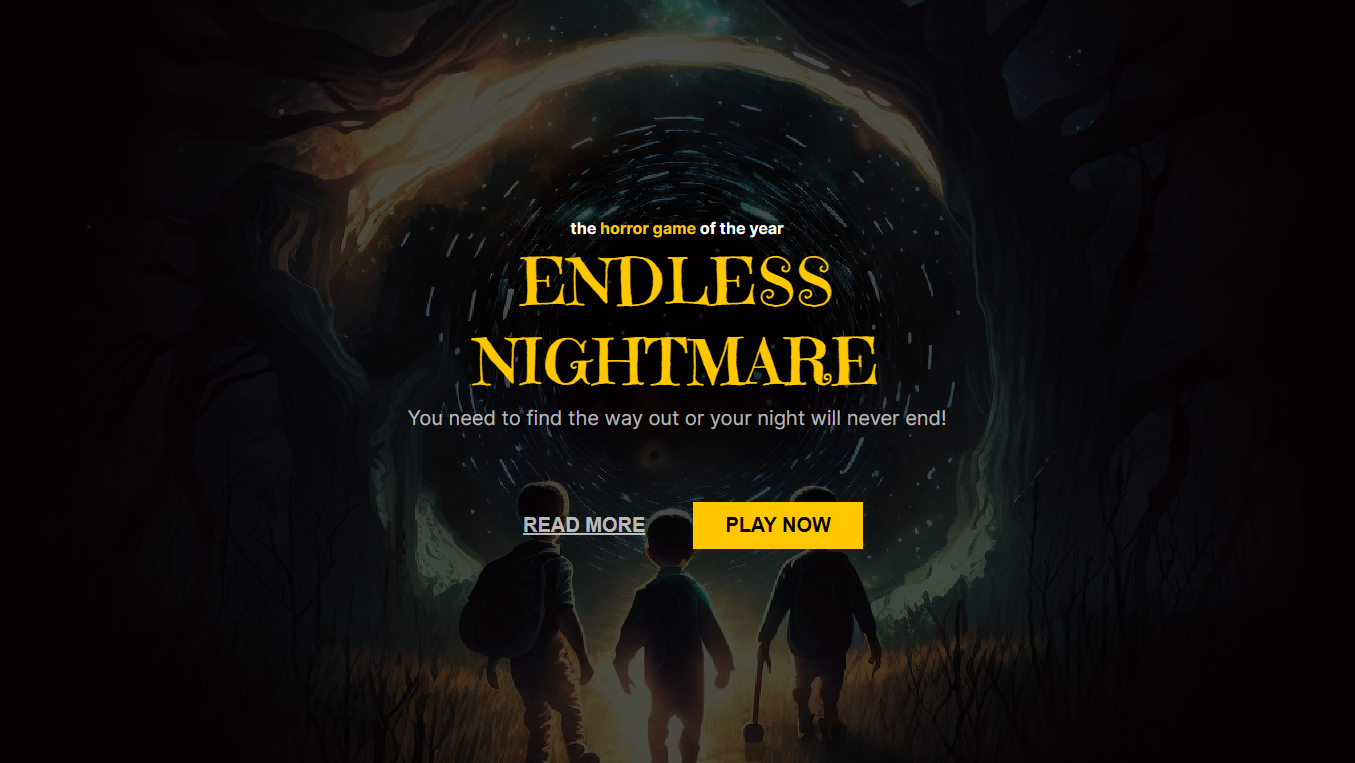 the horror game of the year
ENDLESS
NIGHTMARE
You need to find the way out or your night will never end!
READ MORE
PLAY NOW